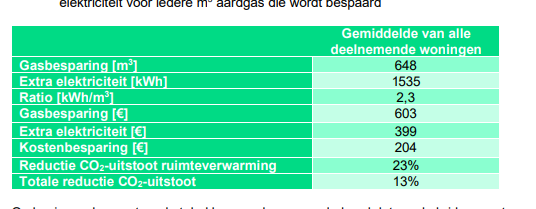 elektriciteit voor iedere m³ aardgas die wordt bespaard
Gemiddelde van alle
deelnemende woningen
Gasbesparing [m³] 648
Extra elektriciteit [kWh] 1535
Ratio [kWh/m³] 2,3
Gasbesparing [€] 603
Extra elektriciteit [€] 399
Kostenbesparing [€] 204
Reductie CO₂-uitstoot ruimteverwarming 23%
Totale reductie CO₂-uitstoot 13%